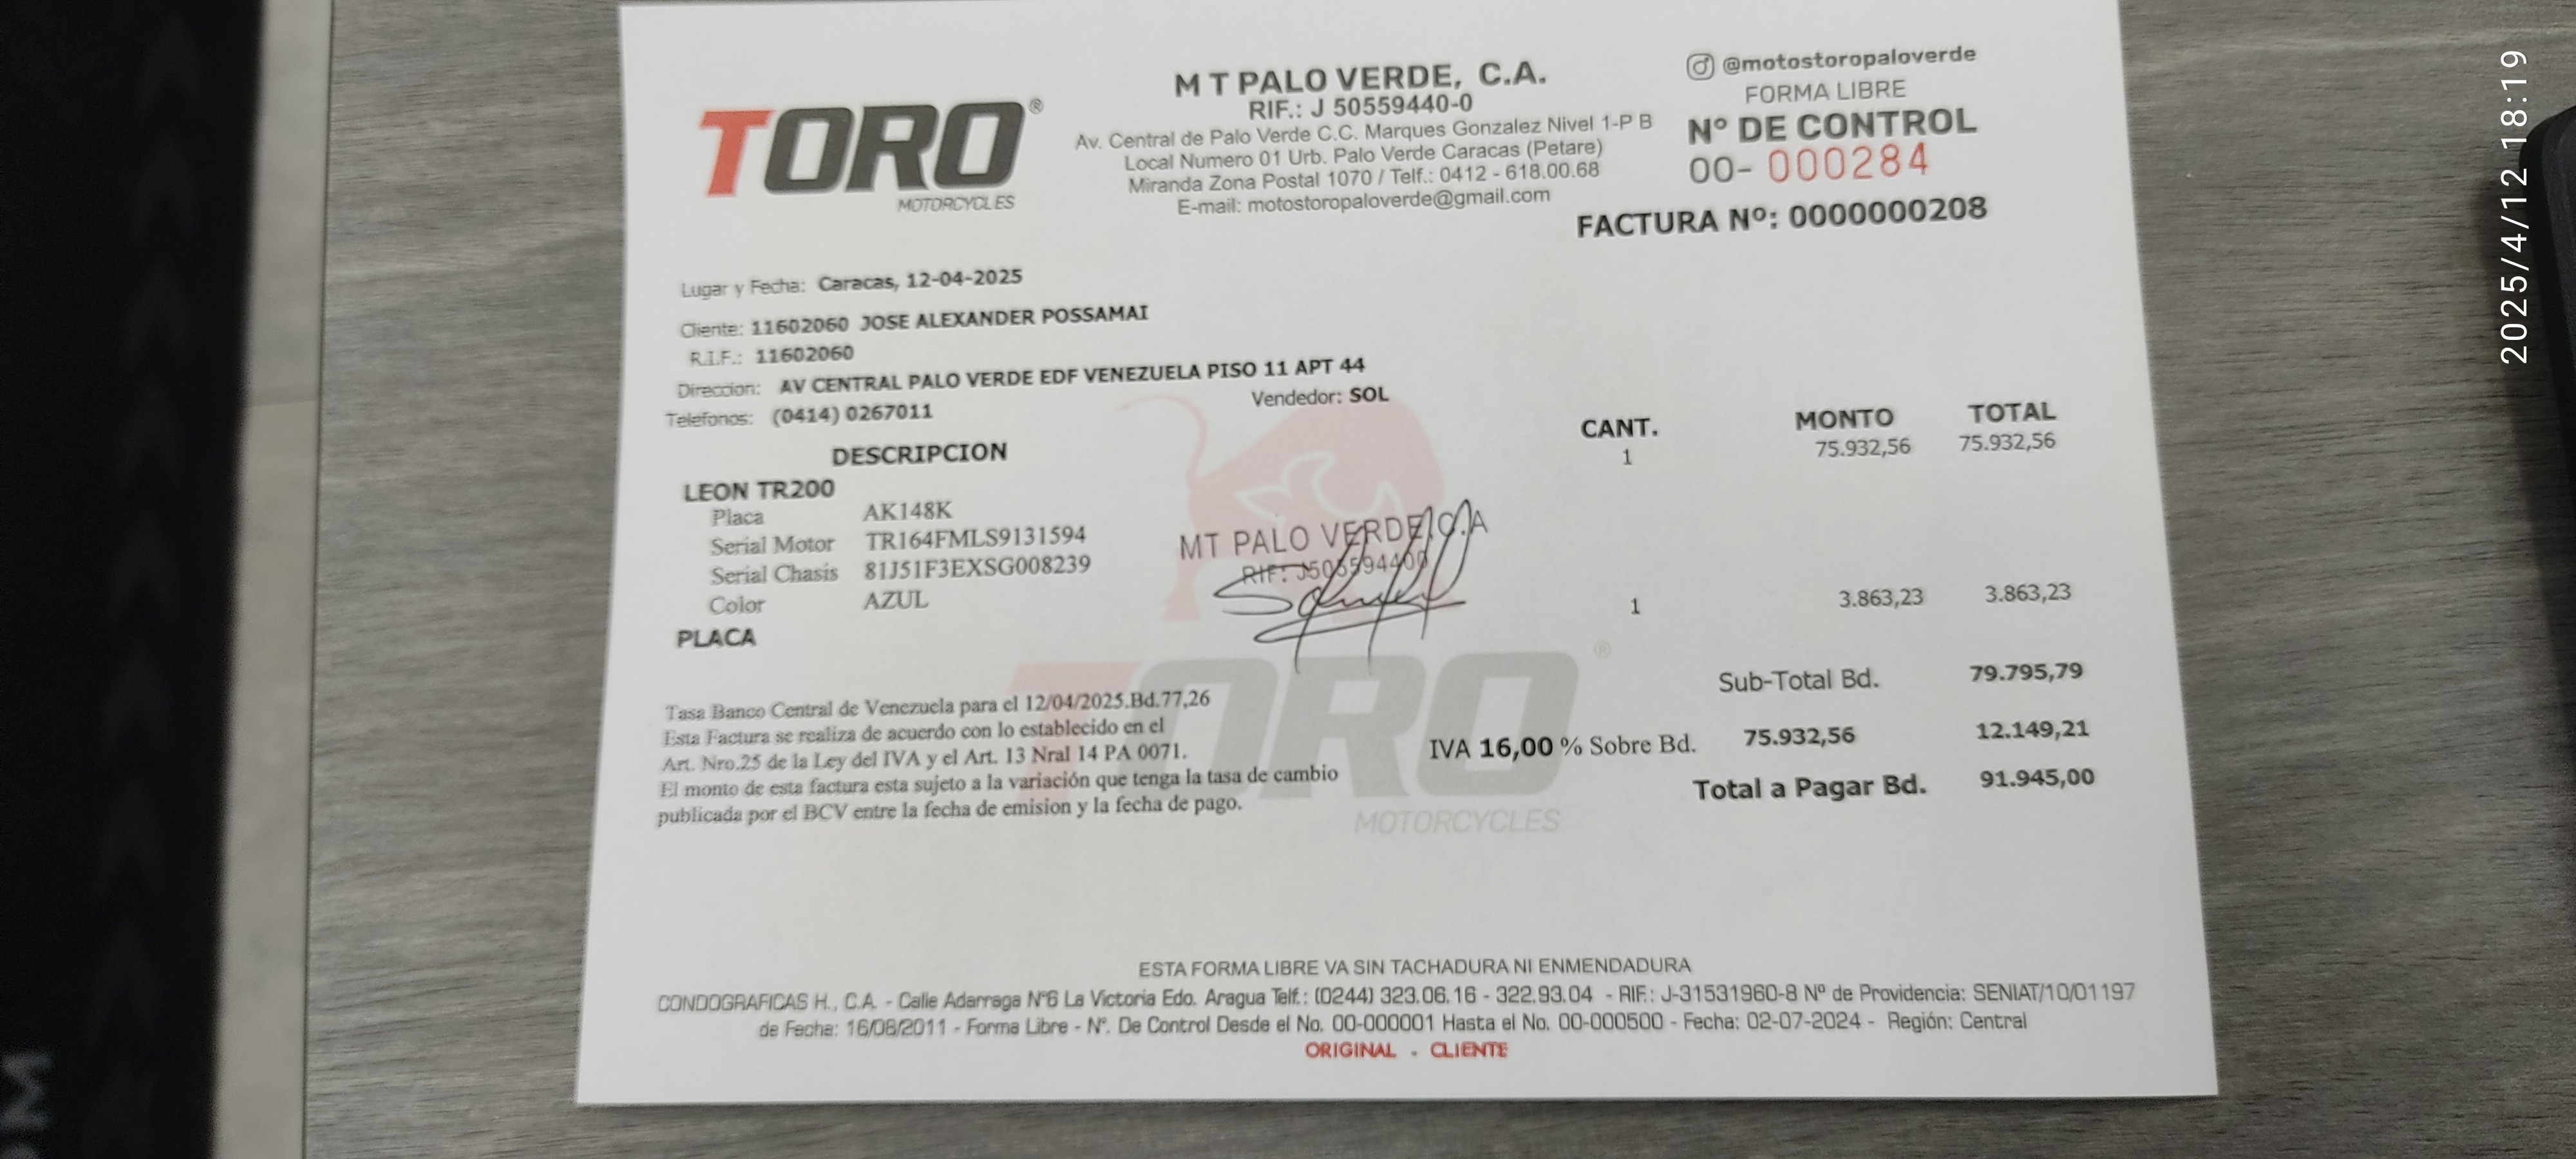 TORO®
MOTORCYCLES
M T PALO VERDE, C.A.
RIF.: J 50559440-0
Av. Central de Palo Verde C.C. Marques Gonzalez Nivel 1-P B
Local Numero 01 Urb. Palo Verde Caracas (Petare)
Miranda Zona Postal 1070 / Telf.: 0412 - 618.00.68
E-mail: motostoropaloverde@gmail.com
@motostoropaloverde
FORMA LIBRE
Nº DE CONTROL
00- 000284
FACTURA Nº: 0000000208
Lugar y Fecha: Caracas, 12-04-2025
Cliente: 11602060 JOSE ALEXANDER POSSAMAI
R.I.F.: 11602060
Direccion: AV CENTRAL PALO VERDE EDF VENEZUELA PISO 11 APT 44
Telefonos: (0414) 0267011 Vendedor: SOL
DESCRIPCION CANT. MONTO TOTAL
LEON TR200 1 75.932,56 75.932,56
Placa AK148K
Serial Motor TR164FMLS9131594
Serial Chasis 81J51F3EXSG008239
Color AZUL
PLACA 1 3.863,23 3.863,23
MT PALO VERDE C.A
RIF: J505594400
TORO®
MOTORCYCLES
Sub-Total Bd. 79.795,79
IVA 16,00 % Sobre Bd. 75.932,56 12.149,21
Total a Pagar Bd. 91.945,00
Tasa Banco Central de Venezuela para el 12/04/2025.Bd.77,26
Esta Factura se realiza de acuerdo con lo establecido en el
Art. Nro.25 de la Ley del IVA y el Art. 13 Nral 14 PA 0071.
El monto de esta factura esta sujeto a la variación que tenga la tasa de cambio
publicada por el BCV entre la fecha de emision y la fecha de pago.
ESTA FORMA LIBRE VA SIN TACHADURA NI ENMENDADURA
CONDOGRAFICAS H., C.A. - Calle Adarraga Nº6 La Victoria Edo. Aragua Telf.: (0244) 323.06.16 - 322.93.04 - RIF.: J-31531960-8 Nº de Providencia: SENIAT/10/01197
de Fecha: 16/08/2011 - Forma Libre - Nº. De Control Desde el No. 00-000001 Hasta el No. 00-000500 - Fecha: 02-07-2024 - Región: Central
ORIGINAL - CLIENTE
2025/4/12 18:19